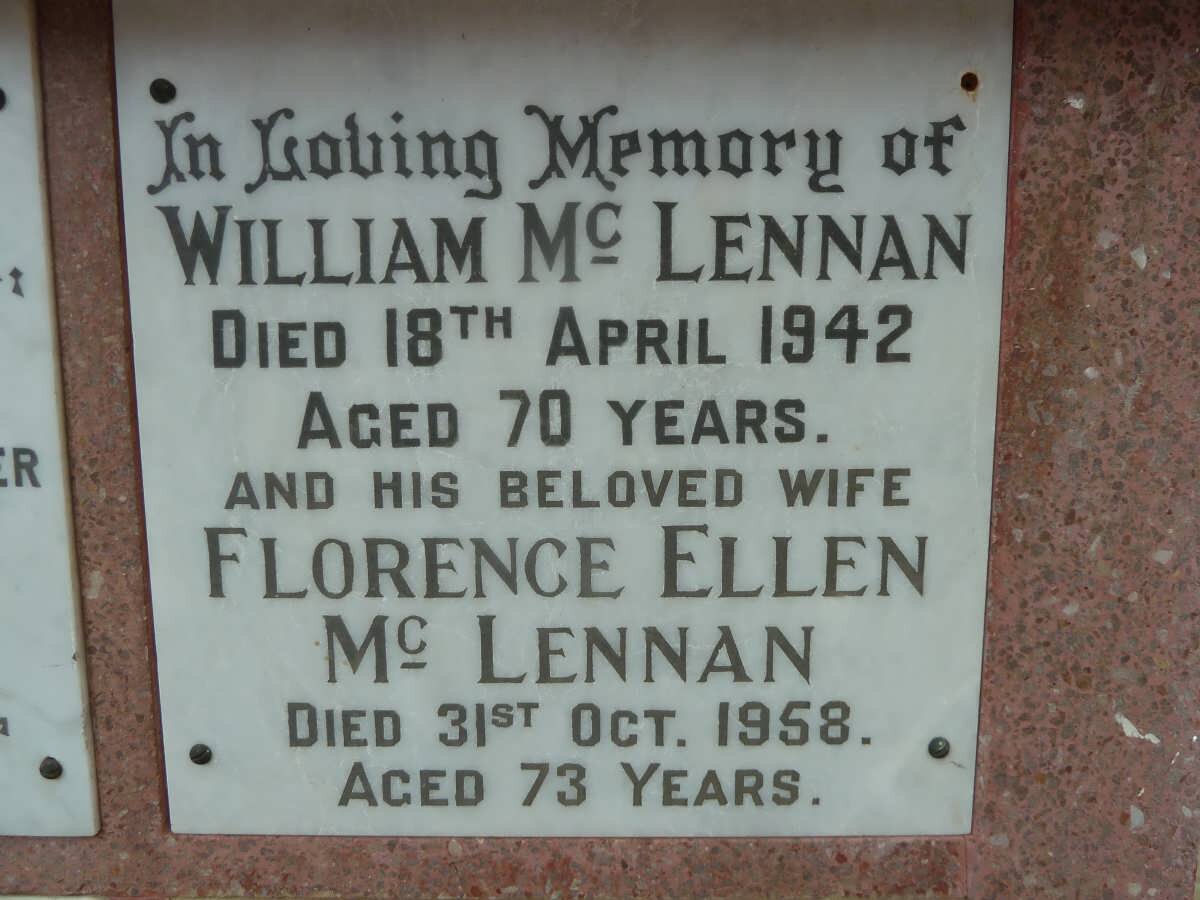 In Loving Memory of
WILLIAM Mc LENNAN
DIED 18TH APRIL 1942
AGED 70 YEARS.
AND HIS BELOVED WIFE
FLORENCE ELLEN
Mc LENNAN
DIED 31ST OCT. 1958.
AGED 73 YEARS.